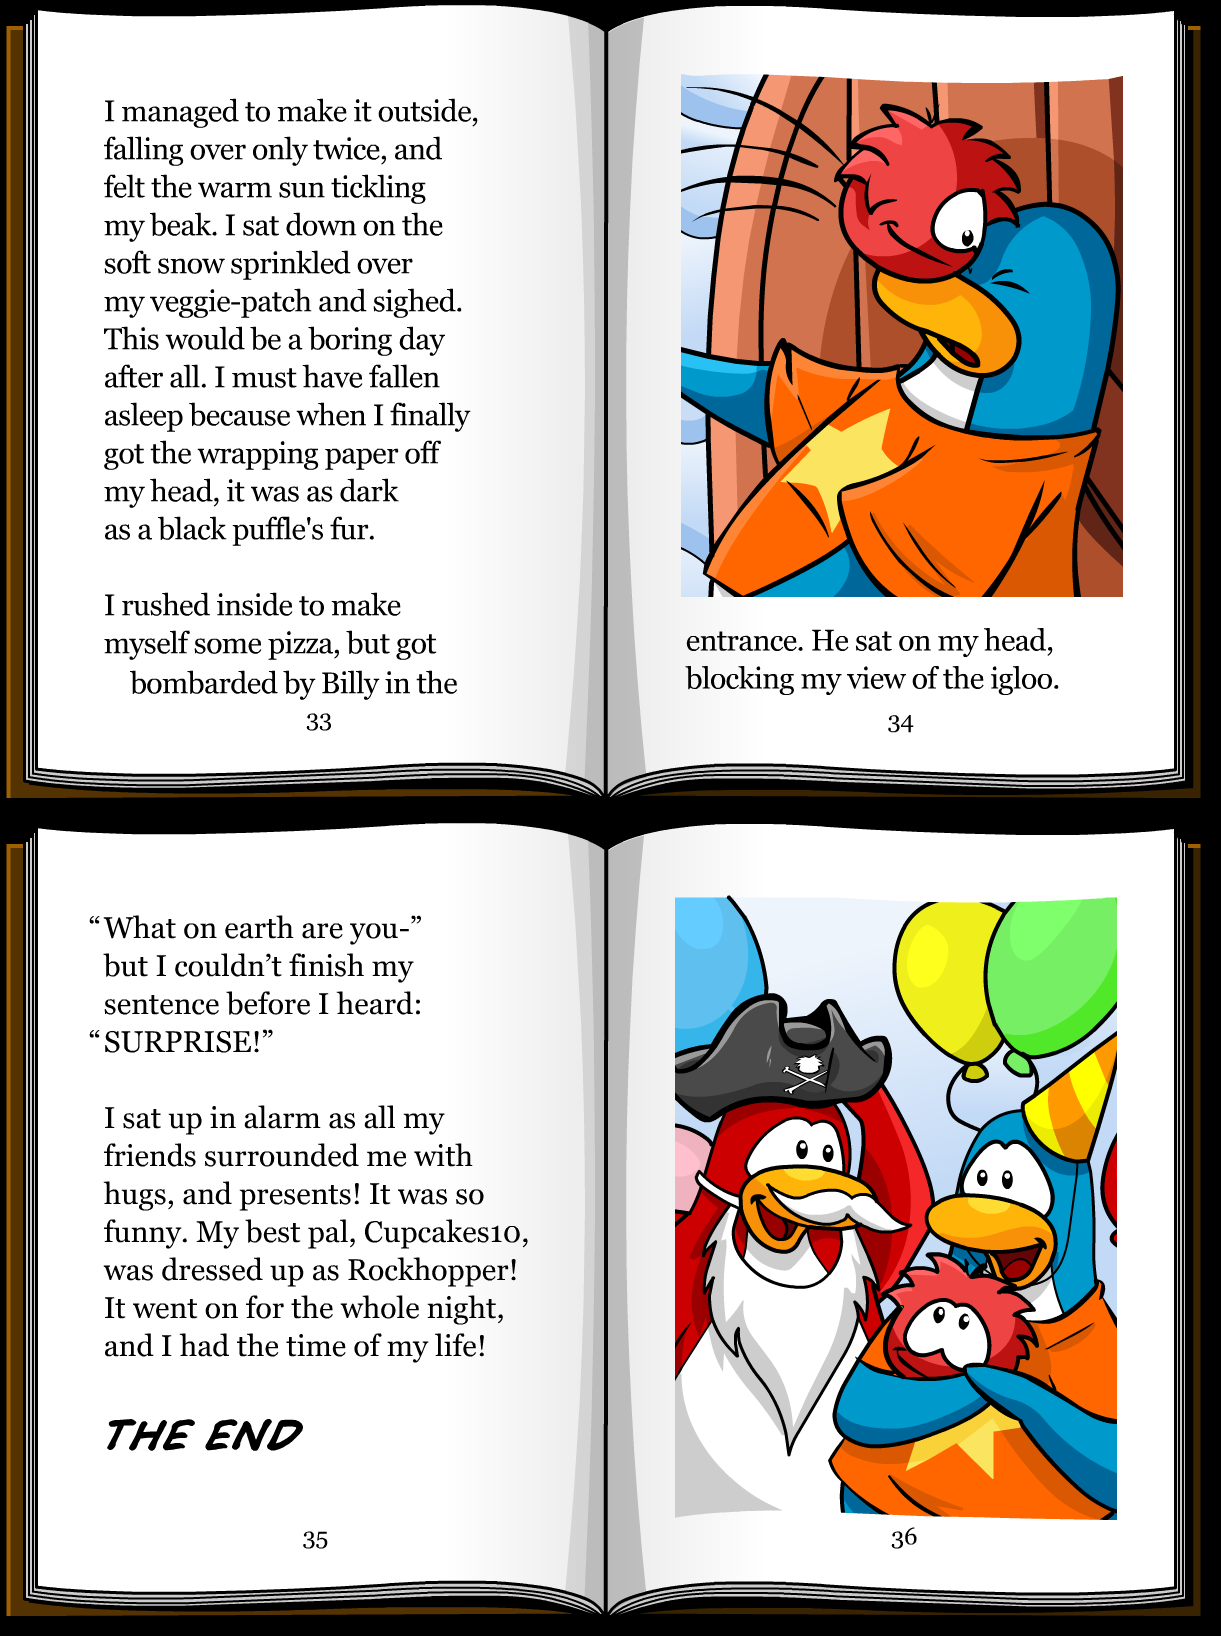 I managed to make it outside,
falling over only twice, and
felt the warm sun tickling
my beak. I sat down on the
soft snow sprinkled over
my veggie-patch and sighed.
This would be a boring day
after all. I must have fallen
asleep because when I finally
got the wrapping paper off
my head, it was as dark
as a black puffle's fur.
I rushed inside to make
myself some pizza, but got
bombarded by Billy in the
33
entrance. He sat on my head,
blocking my view of the igloo.
34
“What on earth are you-”
but I couldn’t finish my
sentence before I heard:
“SURPRISE!”
I sat up in alarm as all my
friends surrounded me with
hugs, and presents! It was so
funny. My best pal, Cupcakes10,
was dressed up as Rockhopper!
It went on for the whole night,
and I had the time of my life!
THE END
35
36